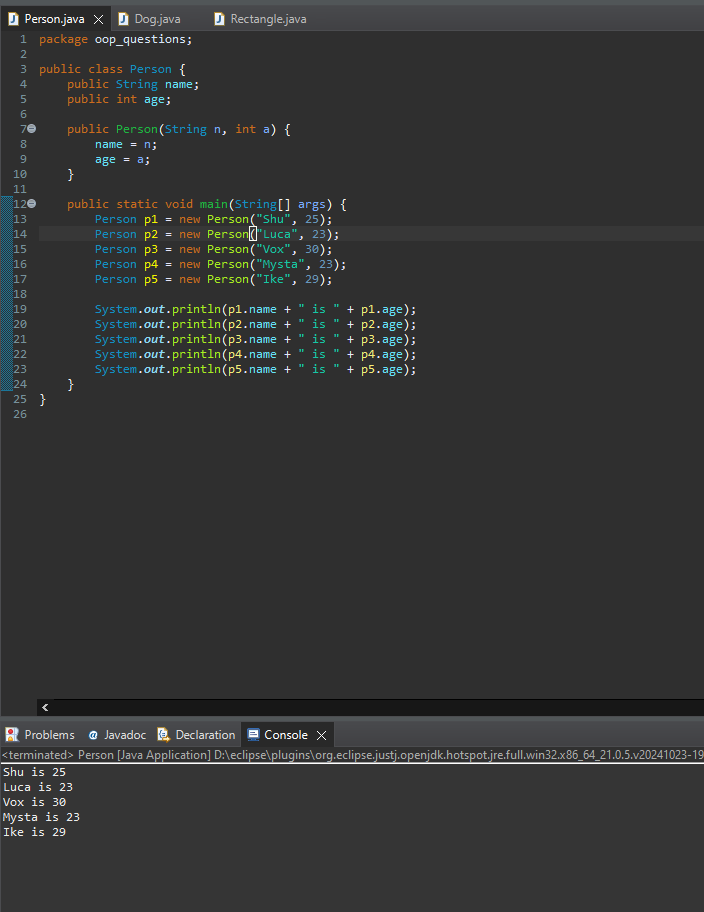 Person.java Dog.java Rectangle.java
1 package oop_questions;
2
3 public class Person {
4 public String name;
5 public int age;
6
7 public Person(String n, int a) {
8 name = n;
9 age = a;
10 }
11
12 public static void main(String[] args) {
13 Person p1 = new Person("Shu", 25);
14 Person p2 = new Person("Luca", 23);
15 Person p3 = new Person("Vox", 30);
16 Person p4 = new Person("Mysta", 23);
17 Person p5 = new Person("Ike", 29);
18
19 System.out.println(p1.name + " is " + p1.age);
20 System.out.println(p2.name + " is " + p2.age);
21 System.out.println(p3.name + " is " + p3.age);
22 System.out.println(p4.name + " is " + p4.age);
23 System.out.println(p5.name + " is " + p5.age);
24 }
25 }
26
Problems @ Javadoc Declaration Console
<terminated> Person [Java Application] D:\eclipse\plugins\org.eclipse.justj.openjdk.hotspot.jre.full.win32.x86_64_21.0.5.v20241023-19
Shu is 25
Luca is 23
Vox is 30
Mysta is 23
Ike is 29